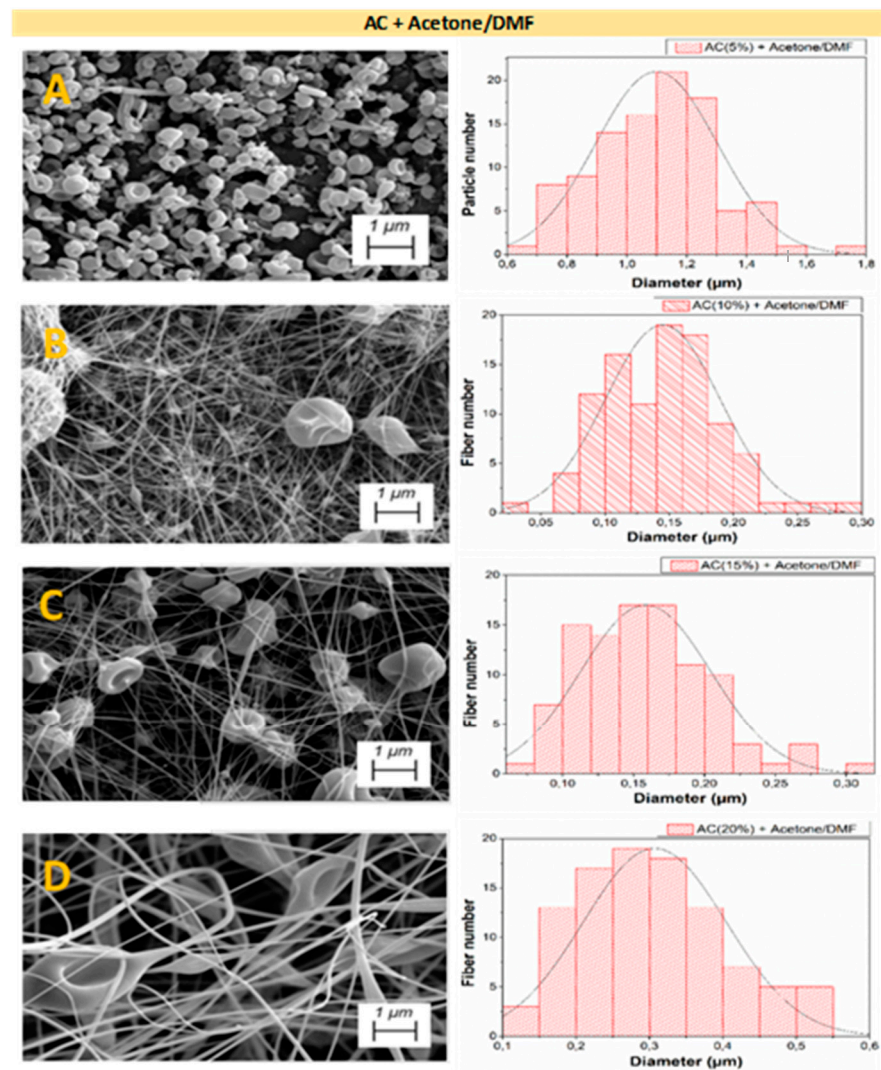 AC + Acetone/DMF
A
1 µm
AC(5%) + Acetone/DMF
Particle number
20
15
10
5
0
0,6 0,8 1,0 1,2 1,4 1,6 1,8
Diameter (µm)
B
1 µm
AC(10%) + Acetone/DMF
Fiber number
20
15
10
5
0
0,05 0,10 0,15 0,20 0,25 0,30
Diameter (µm)
C
1 µm
AC(15%) + Acetone/DMF
Fiber number
20
15
10
5
0
0,10 0,15 0,20 0,25 0,30
Diameter (µm)
D
1 µm
AC(20%) + Acetone/DMF
Fiber number
20
15
10
5
0
0,1 0,2 0,3 0,4 0,5 0,6
Diameter (µm)